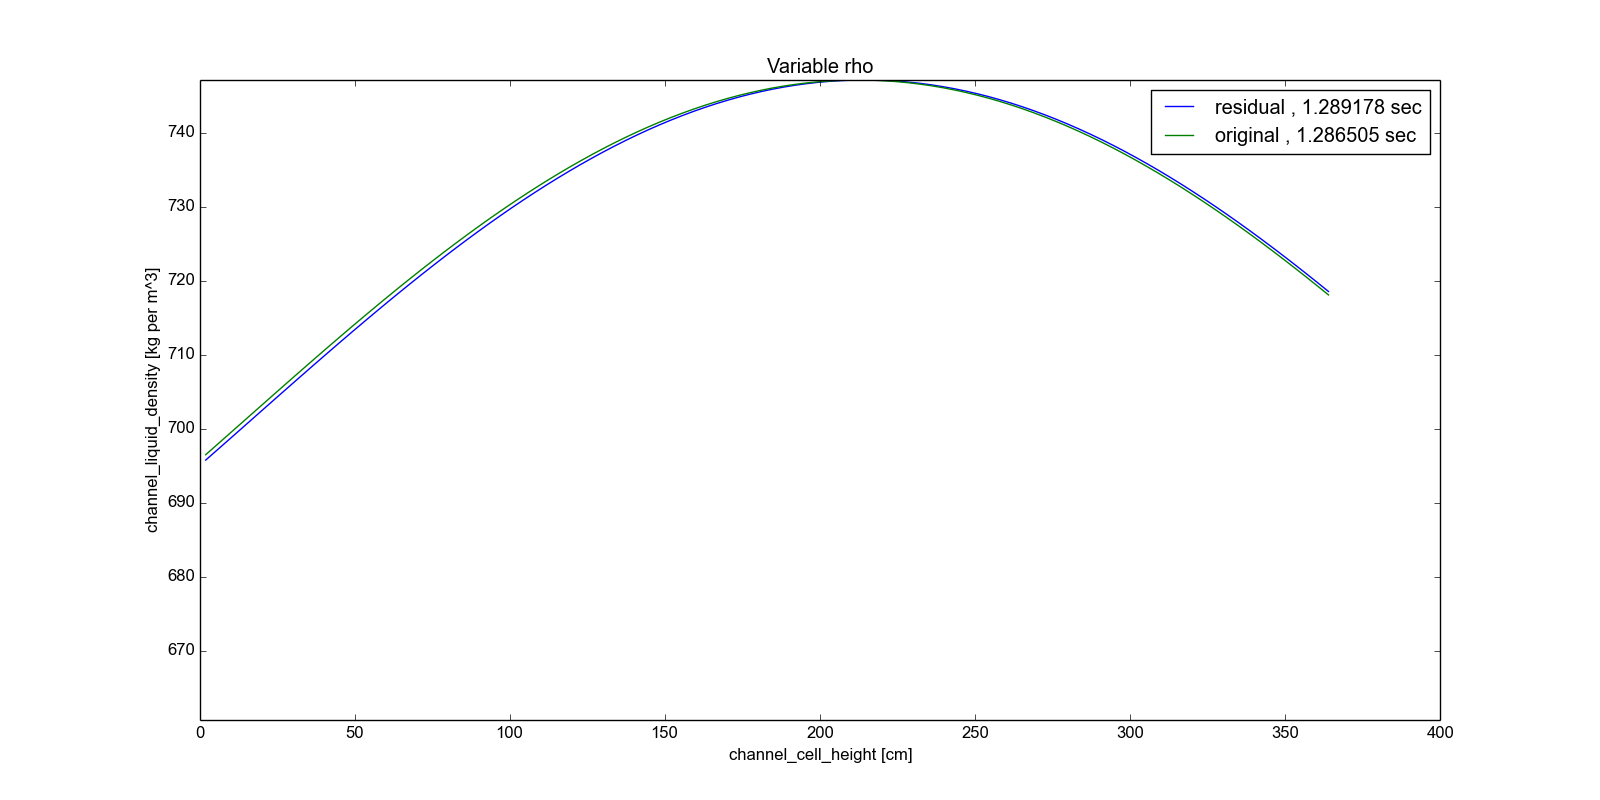 Variable rho
residual , 1.289178 sec
original , 1.286505 sec
channel_liquid_density [kg per m^3]
740
730
720
710
700
690
680
670
0 50 100 150 200 250 300 350 400
channel_cell_height [cm]